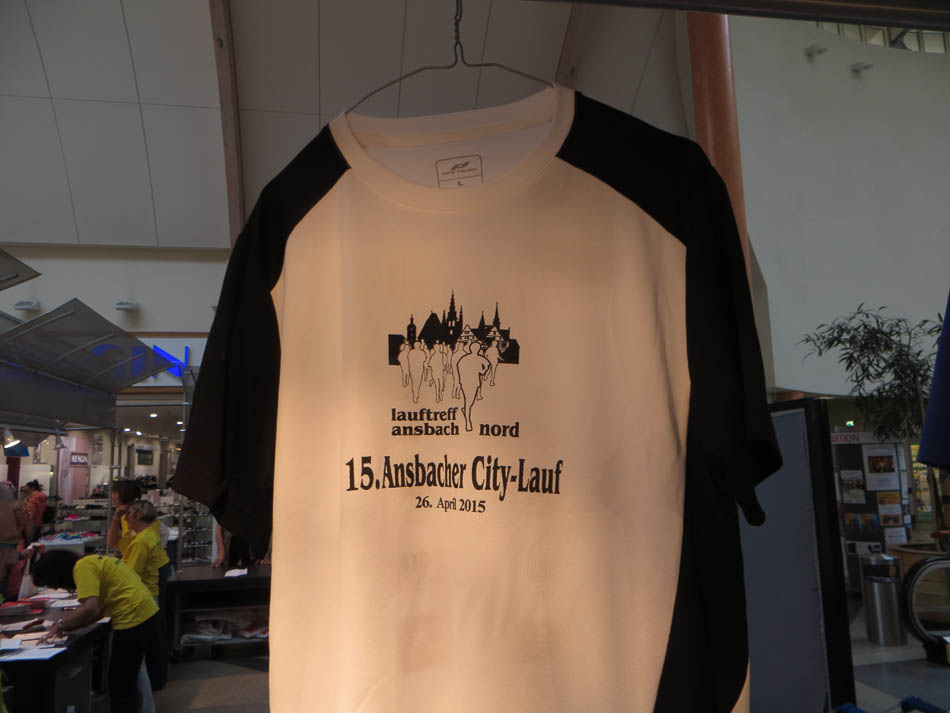 L
lauftreff
ansbach nord
15.Ansbacher City-Lauf
26. April 2015